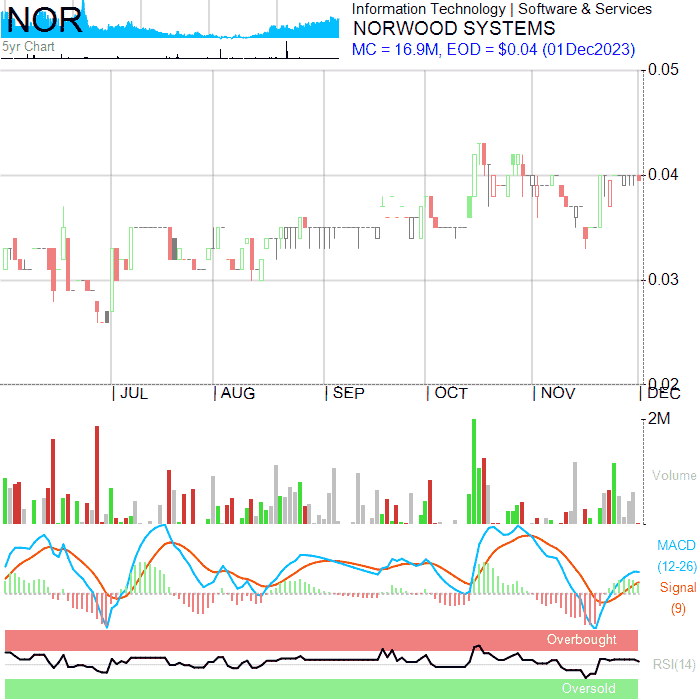 NOR
5yr Chart
Information Technology | Software & Services
NORWOOD SYSTEMS
MC = 16.9M, EOD = $0.04 (01Dec2023)
0.05
0.04
0.03
0.02
JUL AUG SEP OCT NOV DEC
2M
Volume
MACD
(12-26)
Signal
(9)
Overbought
RSI(14)
Oversold